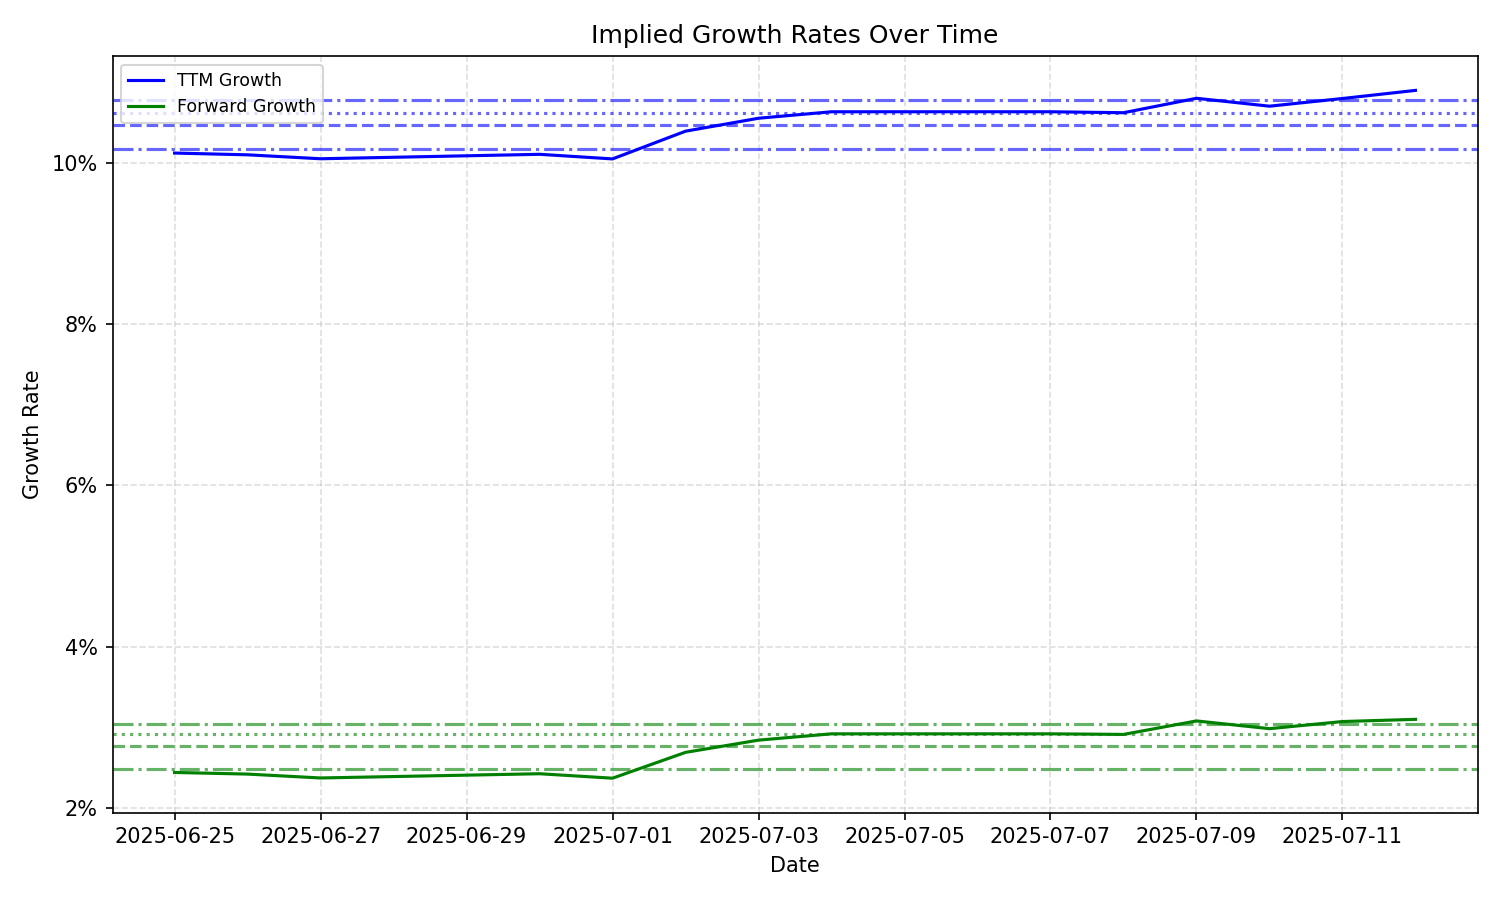 Implied Growth Rates Over Time
TTM Growth
Forward Growth
10%
8%
6%
4%
2%
Growth Rate
2025-06-25 2025-06-27 2025-06-29 2025-07-01 2025-07-03 2025-07-05 2025-07-07 2025-07-09 2025-07-11
Date